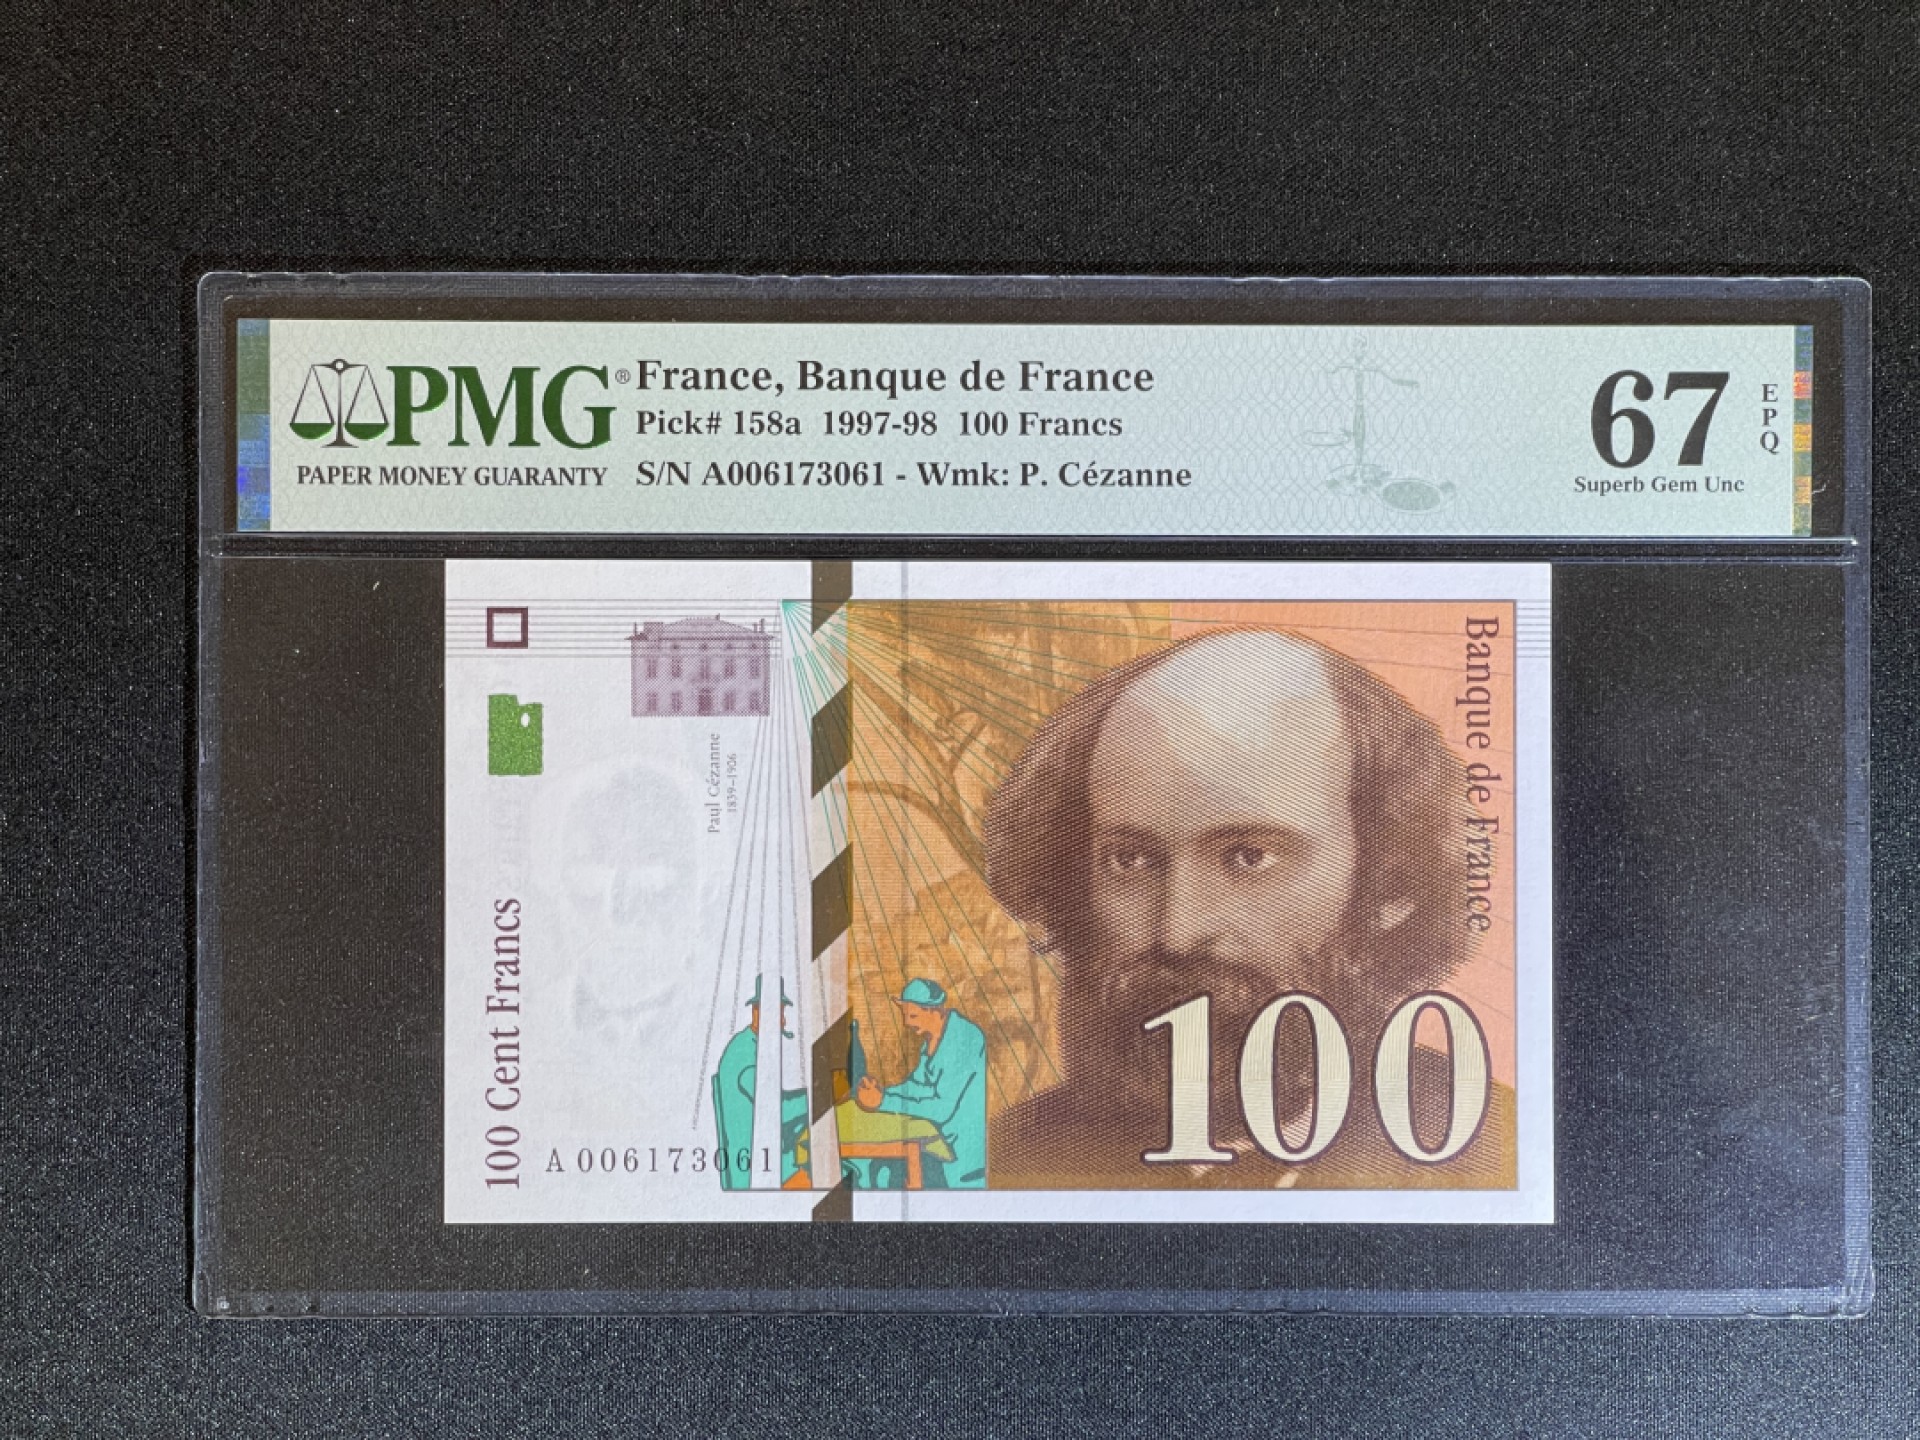 PMG®
PAPER MONEY GUARANTY
France, Banque de France
Pick# 158a 1997-98 100 Francs
S/N A006173061 - Wmk: P. Cézanne
67
EPQ
Superb Gem Unc
100 Cent Francs
Paul Cézanne
1839-1906
A 006173061
Banque de France
100